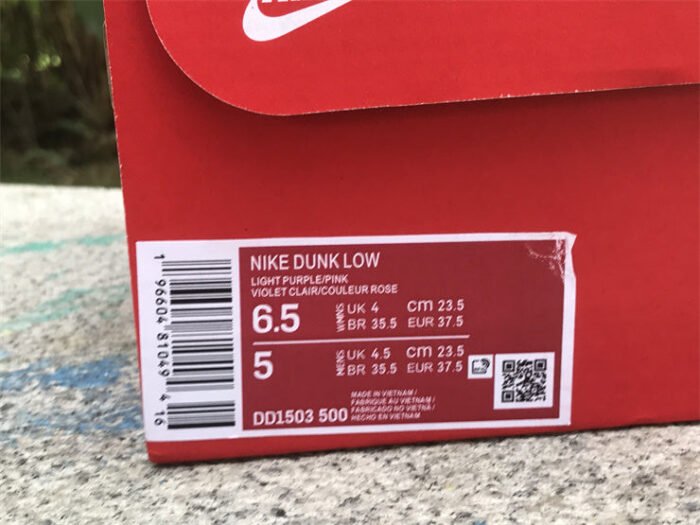 NIKE DUNK LOW
LIGHT PURPLE/PINK
VIOLET CLAIR/COULEUR ROSE
6.5 WMNS UK 4 cm 23.5
BR 35.5 EUR 37.5
5 MENS UK 4.5 cm 23.5
BR 35.5 EUR 37.5
MADE IN VIETNAM/
FABRIQUE AU VIETNAM/
FABRICADO NO VIETNÃ/
HECHO EN VIETNAM
DD1503 500
1 96604 81049 4 16